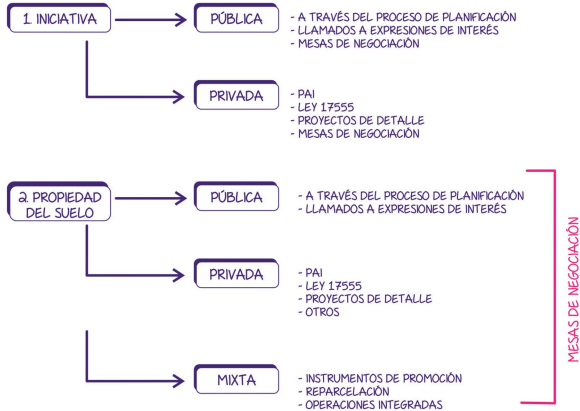 1. INICIATIVA
PÚBLICA
- A TRAVÉS DEL PROCESO DE PLANIFICACIÓN
- LLAMADOS A EXPRESIONES DE INTERÉS
- MESAS DE NEGOCIACIÓN
PRIVADA
- PAI
- LEY 17555
- PROYECTOS DE DETALLE
- MESAS DE NEGOCIACIÓN
2. PROPIEDAD
DEL SUELO
PÚBLICA
- A TRAVÉS DEL PROCESO DE PLANIFICACIÓN
- LLAMADOS A EXPRESIONES DE INTERÉS
PRIVADA
- PAI
- LEY 17555
- PROYECTOS DE DETALLE
- OTROS
MIXTA
- INSTRUMENTOS DE PROMOCIÓN
- REPARCELACIÓN
- OPERACIONES INTEGRADAS
MESAS DE NEGOCIACIÓN